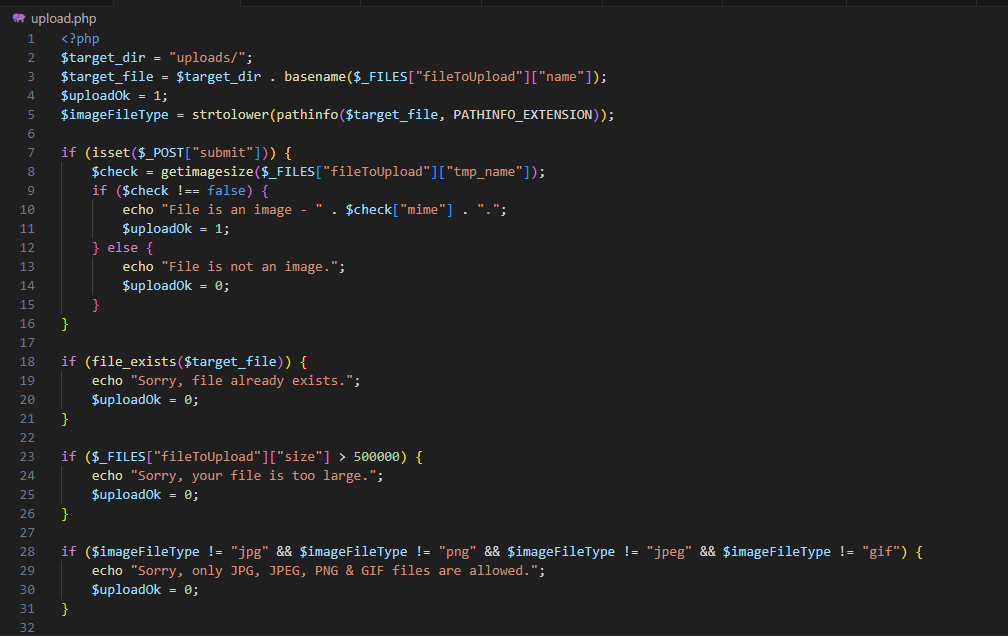 upload.php
1 <?php
2 $target_dir = "uploads/";
3 $target_file = $target_dir . basename($_FILES["fileToUpload"]["name"]);
4 $uploadOk = 1;
5 $imageFileType = strtolower(pathinfo($target_file, PATHINFO_EXTENSION));
6
7 if (isset($_POST["submit"])) {
8     $check = getimagesize($_FILES["fileToUpload"]["tmp_name"]);
9     if ($check !== false) {
10         echo "File is an image - " . $check["mime"] . ".";
11         $uploadOk = 1;
12     } else {
13         echo "File is not an image.";
14         $uploadOk = 0;
15     }
16 }
17
18 if (file_exists($target_file)) {
19     echo "Sorry, file already exists.";
20     $uploadOk = 0;
21 }
22
23 if ($_FILES["fileToUpload"]["size"] > 500000) {
24     echo "Sorry, your file is too large.";
25     $uploadOk = 0;
26 }
27
28 if ($imageFileType != "jpg" && $imageFileType != "png" && $imageFileType != "jpeg" && $imageFileType != "gif") {
29     echo "Sorry, only JPG, JPEG, PNG & GIF files are allowed.";
30     $uploadOk = 0;
31 }
32